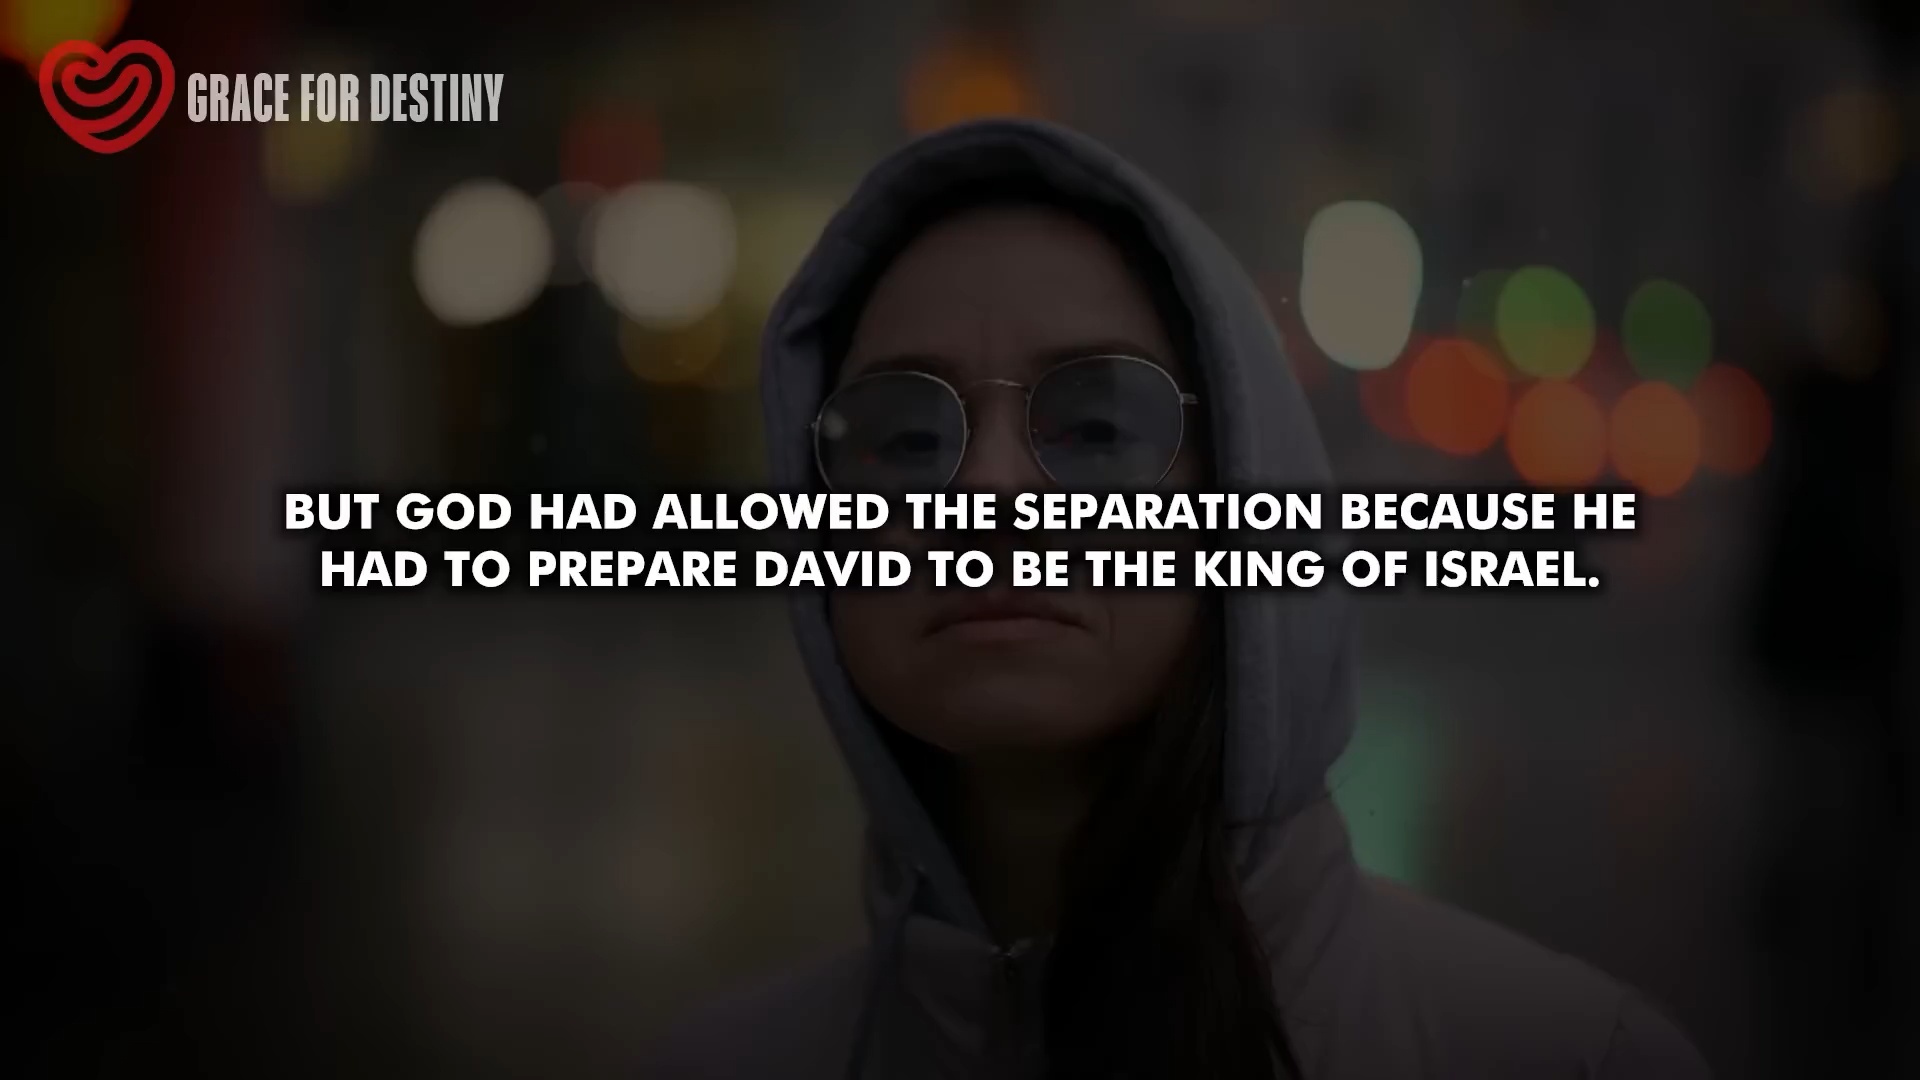 GRACE FOR DESTINY
BUT GOD HAD ALLOWED THE SEPARATION BECAUSE HE
HAD TO PREPARE DAVID TO BE THE KING OF ISRAEL.